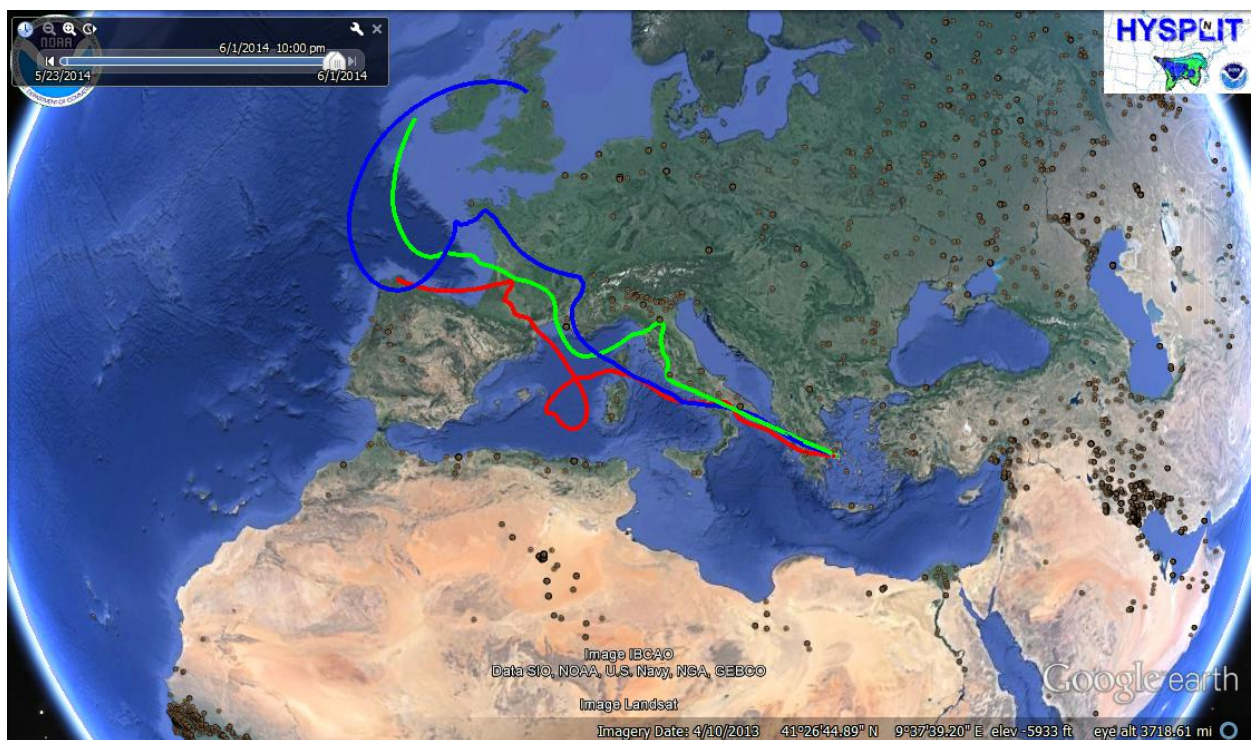 NOAA
6/1/2014 10:00 pm
5/23/2014
6/1/2014
HYSPLIT
N
Image IBCAO
Data SIO, NOAA, U.S. Navy, NGA, GEBCO
Image Landsat
Google earth
Imagery Date: 4/10/2013 41°26'44.89" N 9°37'39.20" E elev -5933 ft eye alt 3718.61 mi